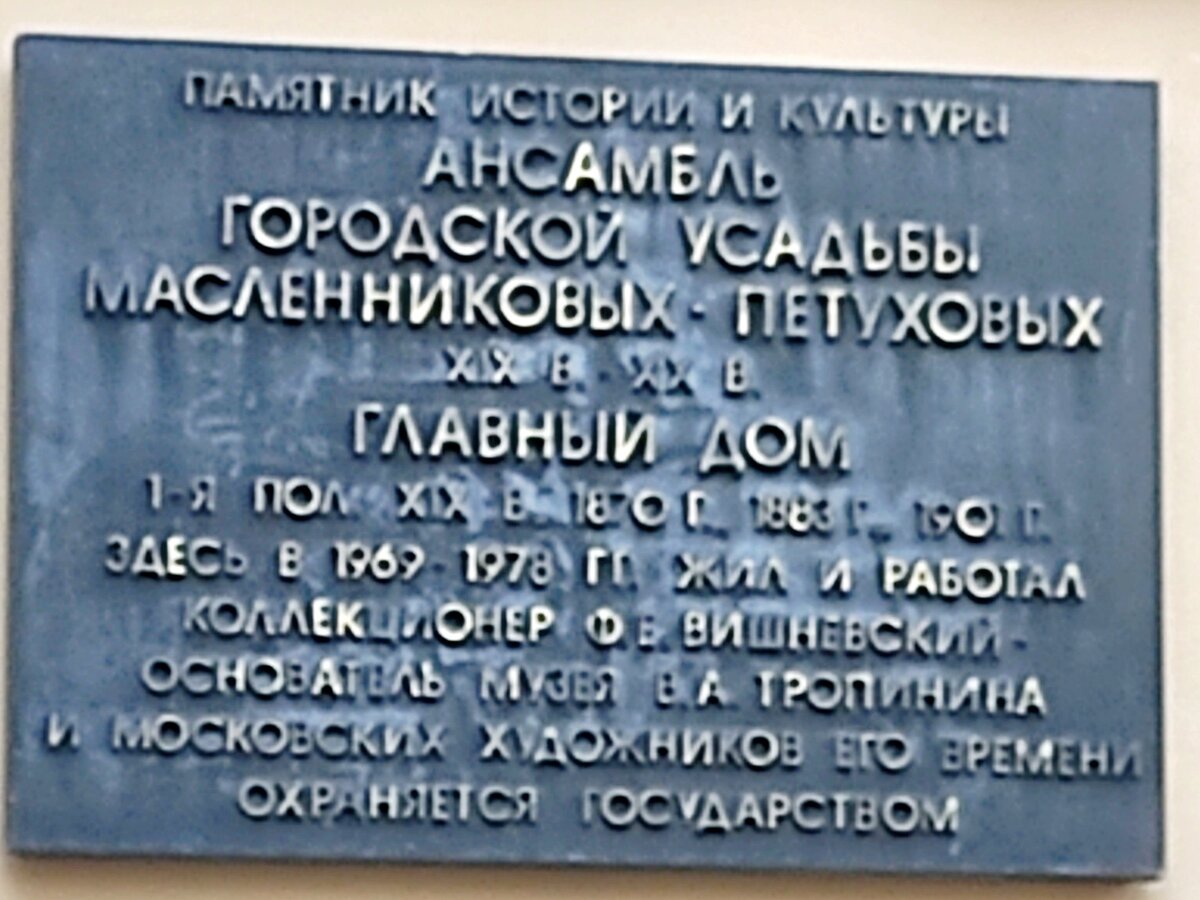 ПАМЯТНИК ИСТОРИИ И КУЛЬТУРЫ
АНСАМБЛЬ
ГОРОДСКОЙ УСАДЬБЫ
МАСЛЕННИКОВЫХ - ПЕТУХОВЫХ
XIX В. - XX В.
ГЛАВНЫЙ ДОМ
1-Я ПОЛ. XIX В., 1870 Г., 1883 Г., 1901 Г.
ЗДЕСЬ В 1969 - 1978 ГГ. ЖИЛ И РАБОТАЛ
КОЛЛЕКЦИОНЕР Ф.Е. ВИШНЕВСКИЙ -
ОСНОВАТЕЛЬ МУЗЕЯ В.А. ТРОПИНИНА
И МОСКОВСКИХ ХУДОЖНИКОВ ЕГО ВРЕМЕНИ
ОХРАНЯЕТСЯ ГОСУДАРСТВОМ